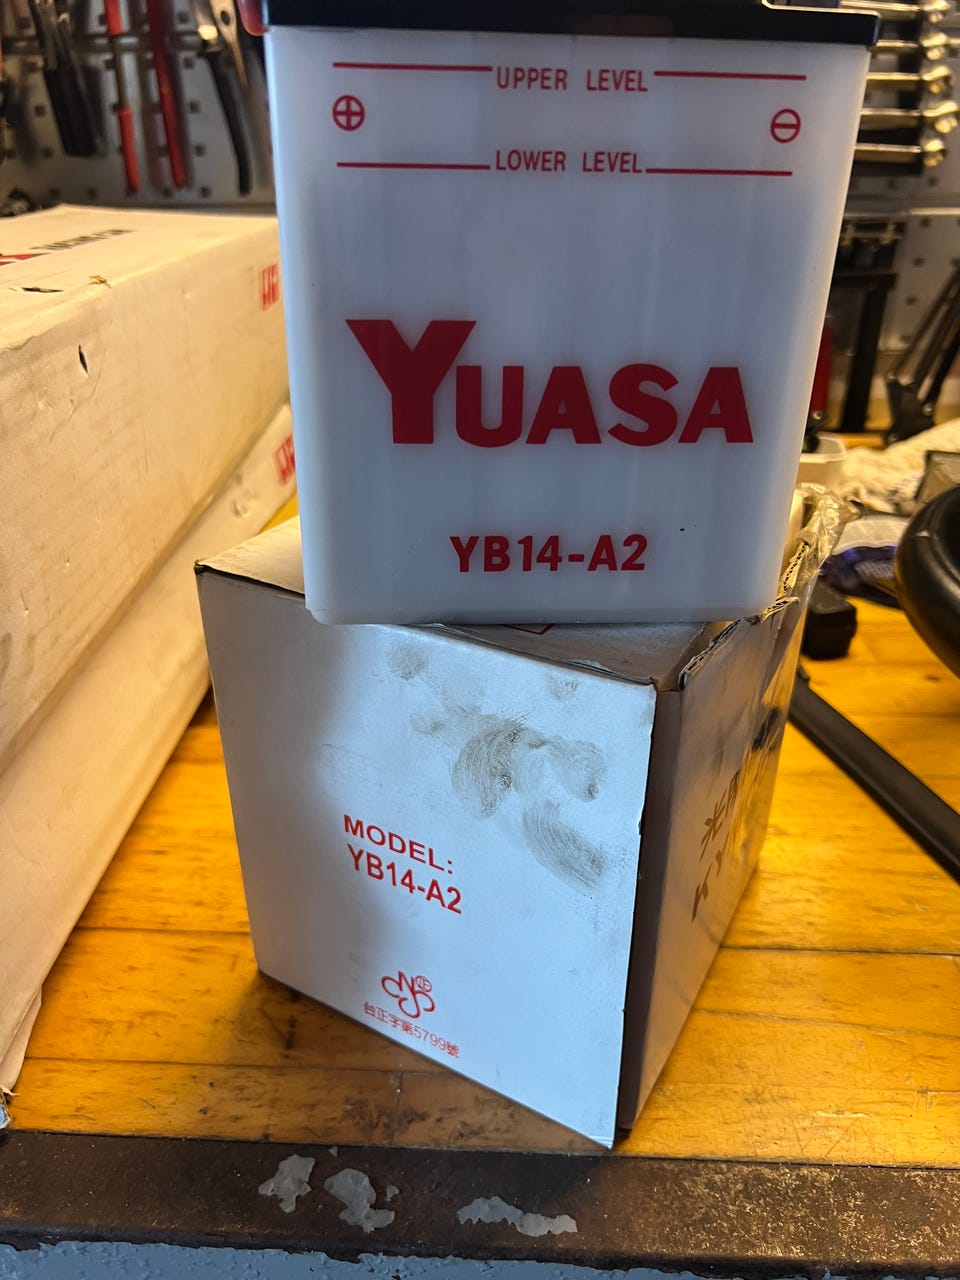 UPPER LEVEL
LOWER LEVEL
YUASA
YB14-A2
MODEL:
YB14-A2
台正字第5799號